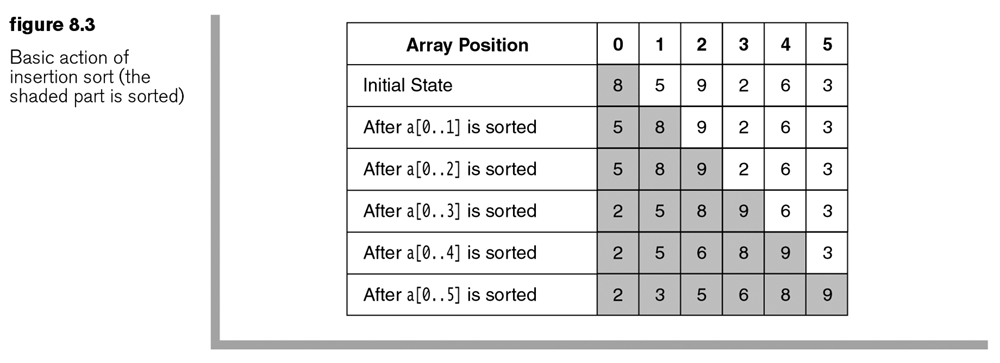 figure 8.3
Basic action of
insertion sort (the
shaded part is sorted)
Array Position 0 1 2 3 4 5
Initial State 8 5 9 2 6 3
After a[0..1] is sorted 5 8 9 2 6 3
After a[0..2] is sorted 5 8 9 2 6 3
After a[0..3] is sorted 2 5 8 9 6 3
After a[0..4] is sorted 2 5 6 8 9 3
After a[0..5] is sorted 2 3 5 6 8 9